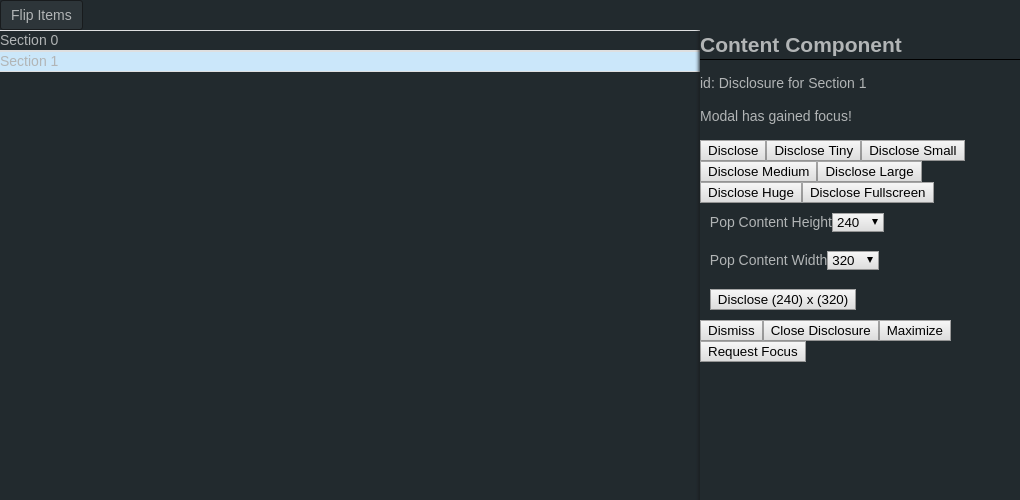 Flip Items
Section 0
Section 1
Content Component
id: Disclosure for Section 1
Modal has gained focus!
Disclose Disclose Tiny Disclose Small
Disclose Medium Disclose Large
Disclose Huge Disclose Fullscreen
Pop Content Height 240
Pop Content Width 320
Disclose (240) x (320)
Dismiss Close Disclosure Maximize
Request Focus